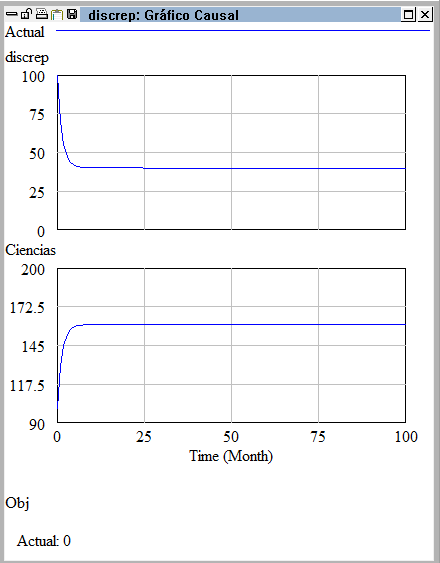 discrep: Gráfico Causal
Actual
discrep
100
75
50
25
0
Ciencias
200
172.5
145
117.5
90
0 25 50 75 100
Time (Month)
Obj
Actual: 0